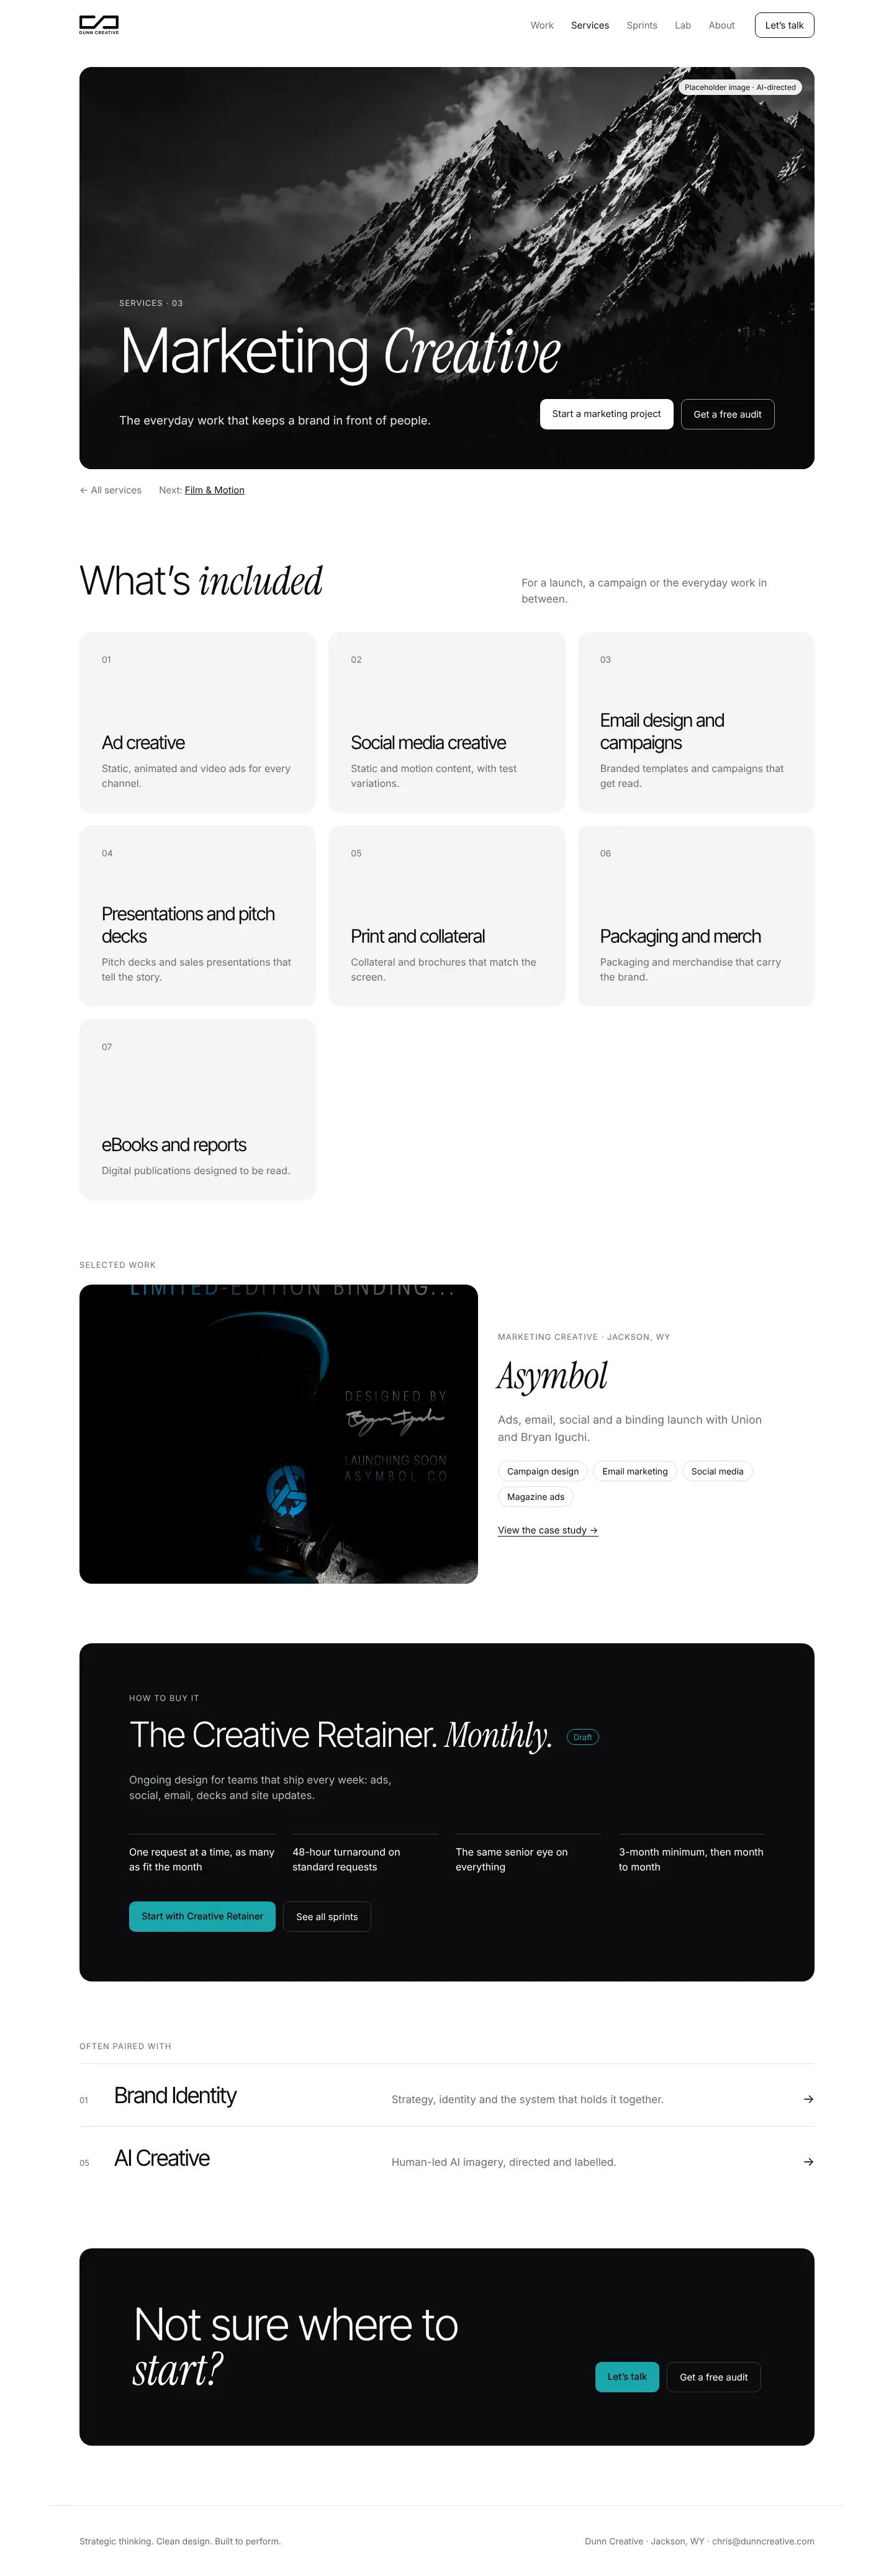 DUNN CREATIVE
Work Services Sprints Lab About Let's talk
Placeholder image · AI-directed
SERVICES · 03
Marketing Creative
The everyday work that keeps a brand in front of people.
Start a marketing project Get a free audit
← All services Next: Film & Motion
What's included
For a launch, a campaign or the everyday work in
between.
01
Ad creative
Static, animated and video ads for every
channel.
02
Social media creative
Static and motion content, with test
variations.
03
Email design and
campaigns
Branded templates and campaigns that
get read.
04
Presentations and pitch
decks
Pitch decks and sales presentations that
tell the story.
05
Print and collateral
Collateral and brochures that match the
screen.
06
Packaging and merch
Packaging and merchandise that carry
the brand.
07
eBooks and reports
Digital publications designed to be read.
SELECTED WORK
LIMITED-EDITION BINDING...
DESIGNED BY
LAUNCHING SOON
ASYMBOL CO
MARKETING CREATIVE · JACKSON, WY
Asymbol
Ads, email, social and a binding launch with Union
and Bryan Iguchi.
Campaign design Email marketing Social media
Magazine ads
View the case study →
HOW TO BUY IT
The Creative Retainer. Monthly. Draft
Ongoing design for teams that ship every week: ads,
social, email, decks and site updates.
One request at a time, as many
as fit the month
48-hour turnaround on
standard requests
The same senior eye on
everything
3-month minimum, then month
to month
Start with Creative Retainer See all sprints
OFTEN PAIRED WITH
01 Brand Identity Strategy, identity and the system that holds it together. →
05 AI Creative Human-led AI imagery, directed and labelled. →
Not sure where to
start?
Let's talk Get a free audit
Strategic thinking. Clean design. Built to perform.
Dunn Creative · Jackson, WY · chris@dunncreative.com